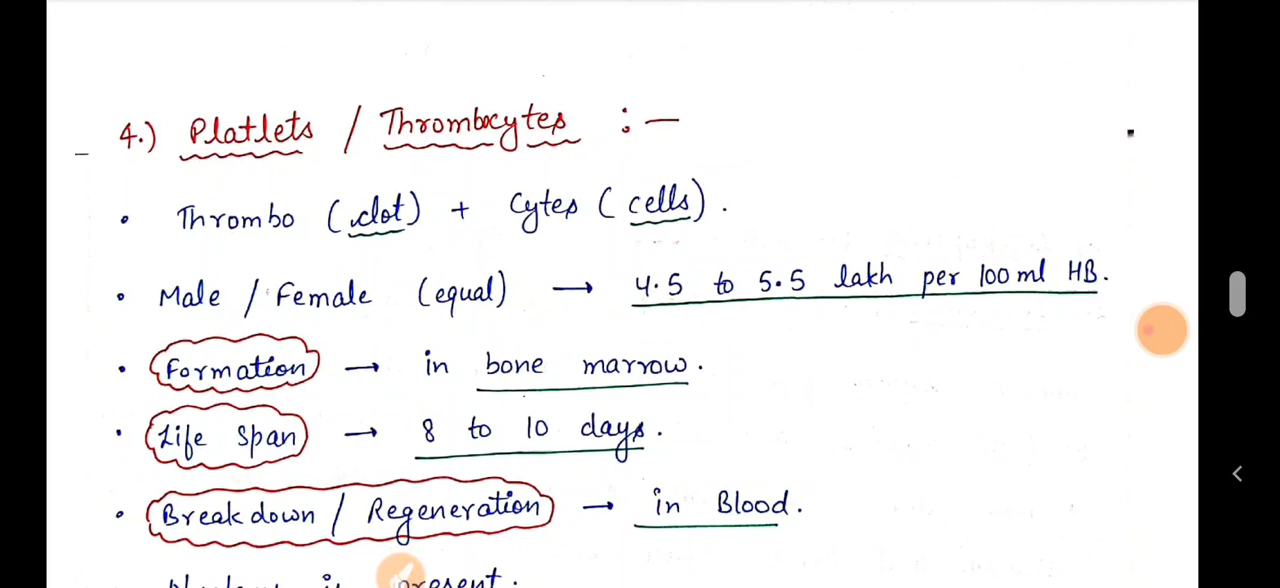 4.) Platlets / Thrombocytes :—
• Thrombo (clot) + Cytes (cells).
• Male / Female (equal) → 4.5 to 5.5 lakh per 100 ml HB.
• Formation → in bone marrow.
• Life Span → 8 to 10 days.
• Breakdown / Regeneration → in Blood.
present.